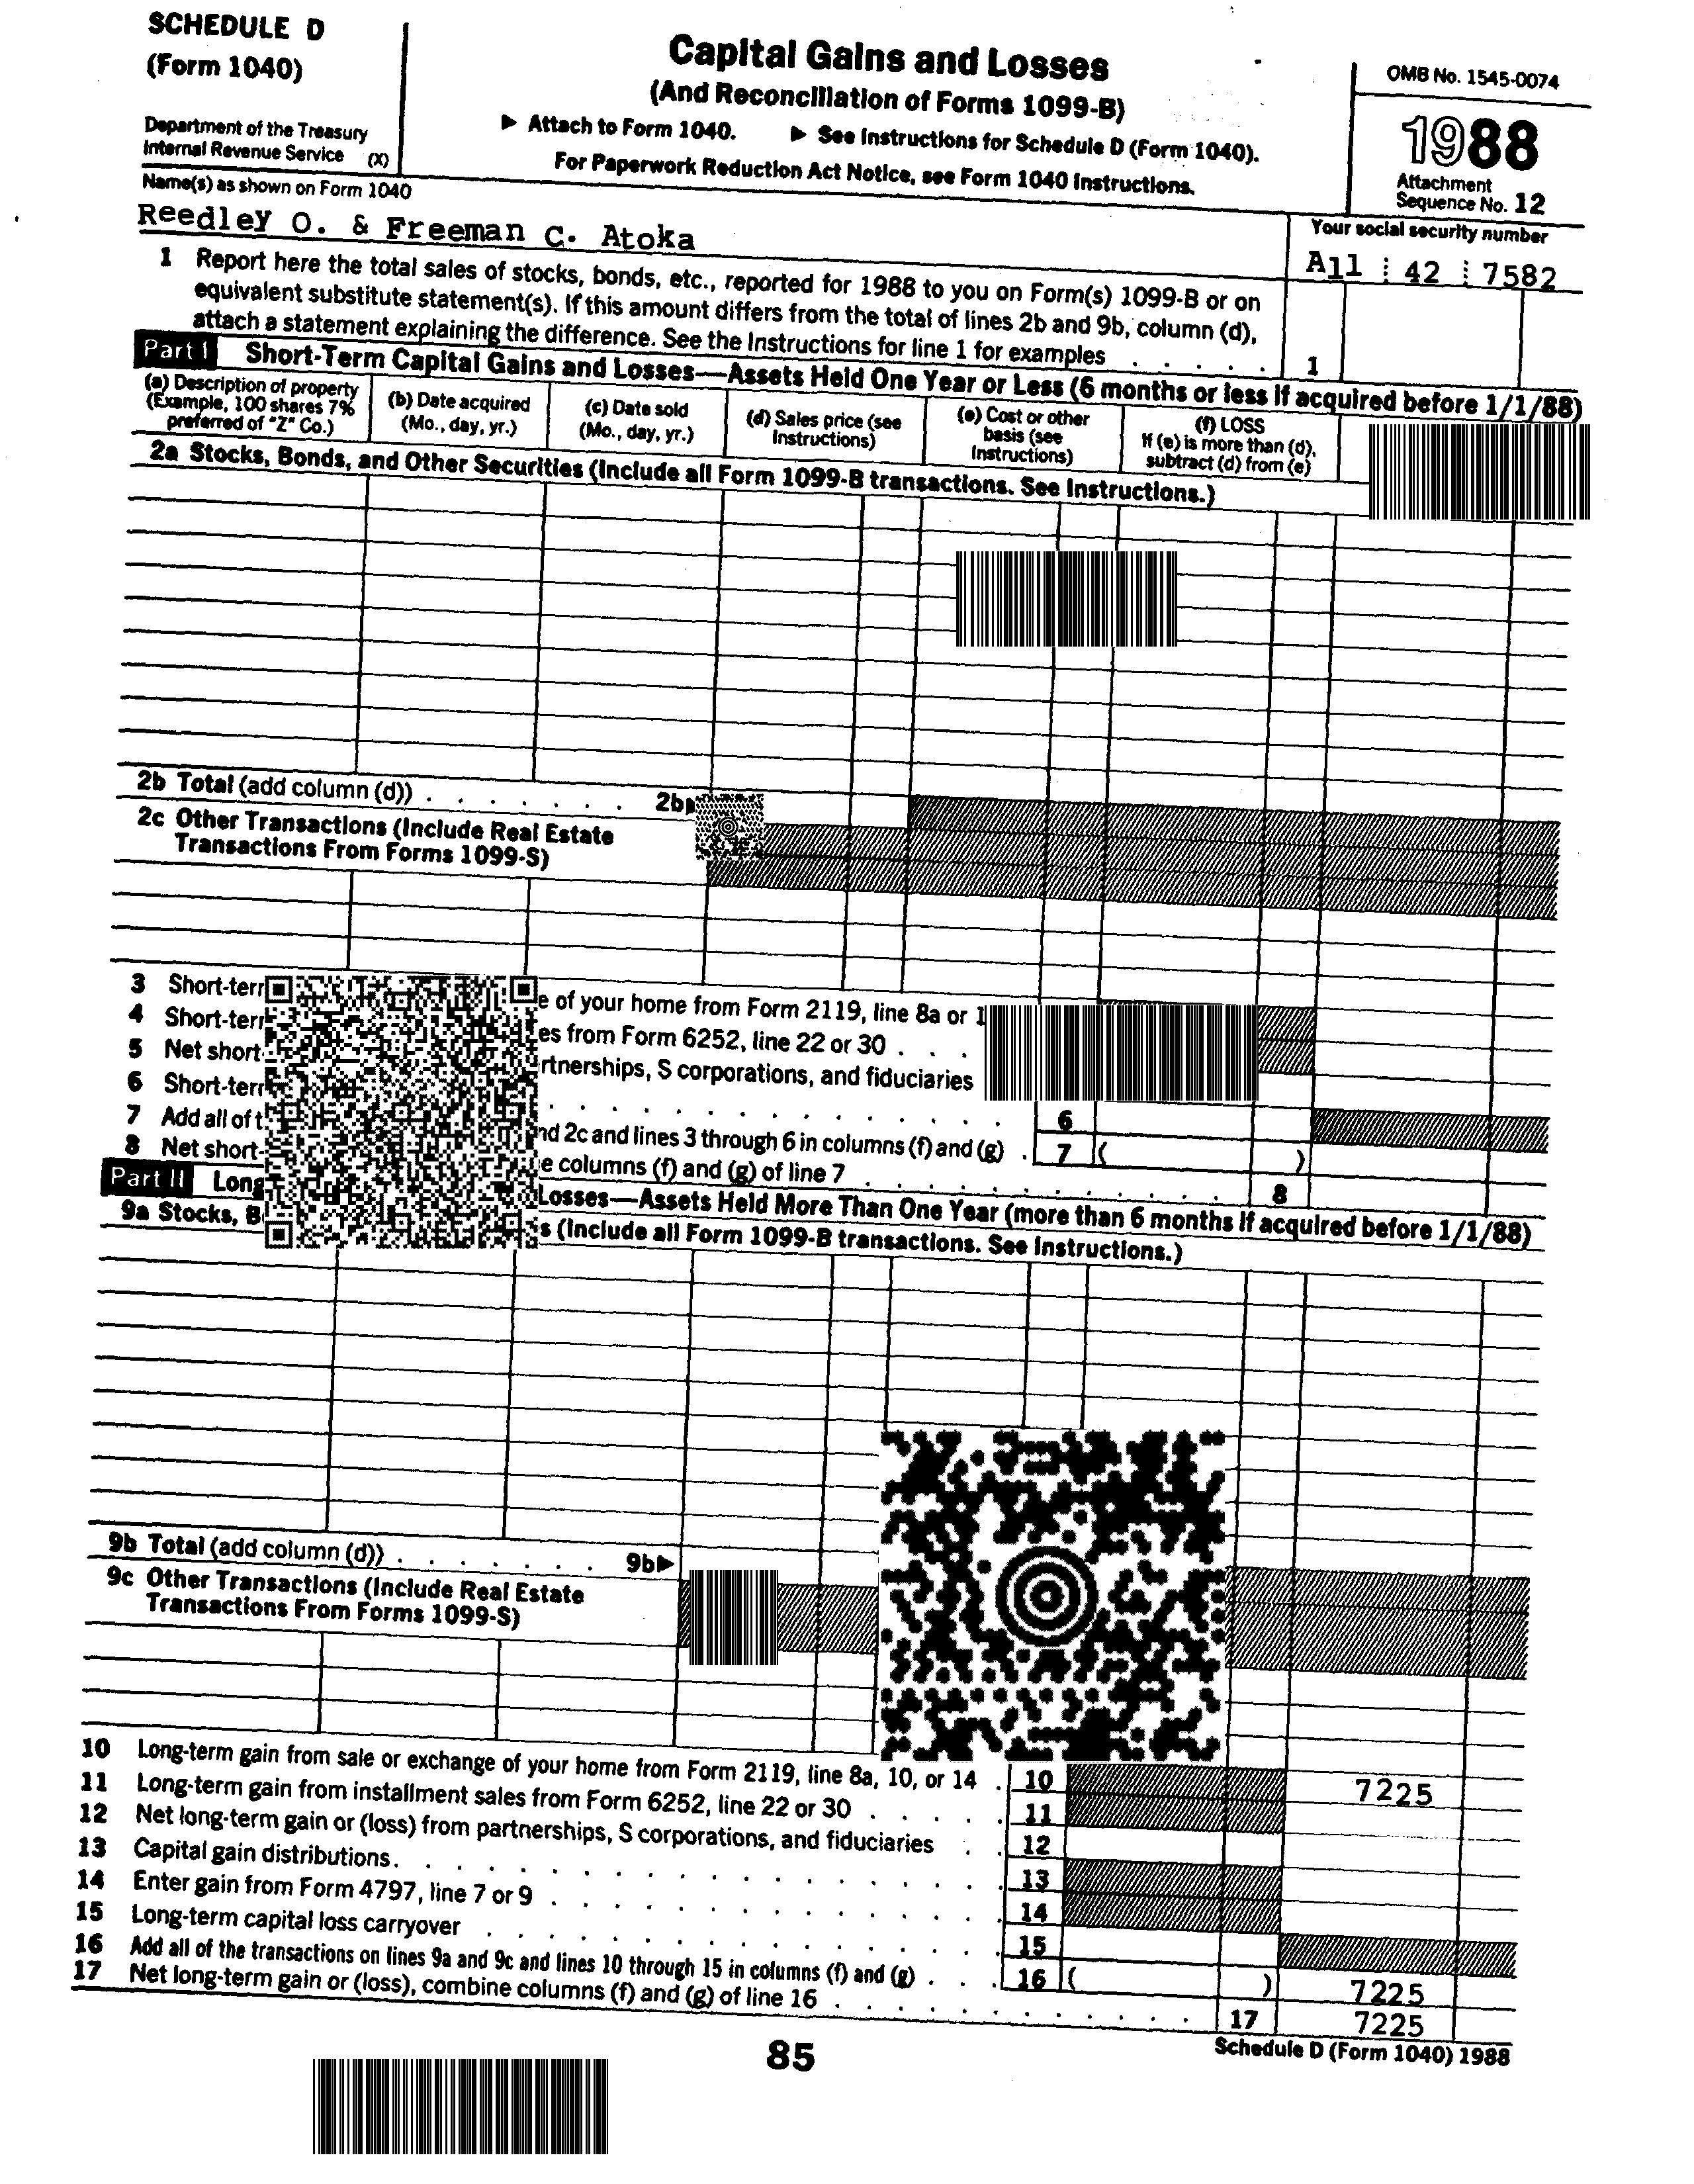 SCHEDULE D
(Form 1040)
Department of the Treasury
Internal Revenue Service (X)
Capital Gains and Losses
(And Reconciliation of Forms 1099-B)
▶ Attach to Form 1040. ▶ See Instructions for Schedule D (Form 1040).
For Paperwork Reduction Act Notice, see Form 1040 Instructions.
OMB No. 1545-0074
1988
Attachment
Sequence No. 12
Name(s) as shown on Form 1040
Reedley O. & Freeman C. Atoka
Your social security number
All 42 7582
1 Report here the total sales of stocks, bonds, etc., reported for 1988 to you on Form(s) 1099-B or on
equivalent substitute statement(s). If this amount differs from the total of lines 2b and 9b, column (d),
attach a statement explaining the difference. See the Instructions for line 1 for examples . . . . . 1
Part I Short-Term Capital Gains and Losses—Assets Held One Year or Less (6 months or less if acquired before 1/1/88)
(a) Description of property
(Example, 100 shares 7%
preferred of "Z" Co.)
(b) Date acquired
(Mo., day, yr.)
(c) Date sold
(Mo., day, yr.)
(d) Sales price (see
Instructions)
(e) Cost or other
basis (see
Instructions)
(f) LOSS
If (e) is more than (d),
subtract (d) from (e)
2a Stocks, Bonds, and Other Securities (Include all Form 1099-B transactions. See Instructions.)
2b Total (add column (d)) . . . . . . . 2b
2c Other Transactions (Include Real Estate
Transactions From Forms 1099-S)
3 Short-terr e of your home from Form 2119, line 8a or 1
4 Short-terr es from Form 6252, line 22 or 30 . . .
5 Net short- rtnerships, S corporations, and fiduciaries
6 Short-terr . . . . . . . . . . . . . 6
7 Add all of t nd 2c and lines 3 through 6 in columns (f) and (g) . 7 ( )
8 Net short- e columns (f) and (g) of line 7 . . . . . . . . . . . . 8
Part II Long Losses—Assets Held More Than One Year (more than 6 months if acquired before 1/1/88)
9a Stocks, B s (Include all Form 1099-B transactions. See Instructions.)
9b Total (add column (d)) . . . . . . . 9b▶
9c Other Transactions (Include Real Estate
Transactions From Forms 1099-S)
10 Long-term gain from sale or exchange of your home from Form 2119, line 8a, 10, or 14 . 10 7225
11 Long-term gain from installment sales from Form 6252, line 22 or 30 . . . . . 11
12 Net long-term gain or (loss) from partnerships, S corporations, and fiduciaries . . 12
13 Capital gain distributions. . . . . . . . . . . . . . . . . . . 13
14 Enter gain from Form 4797, line 7 or 9 . . . . . . . . . . . . . . 14
15 Long-term capital loss carryover . . . . . . . . . . . . . . . . 15
16 Add all of the transactions on lines 9a and 9c and lines 10 through 15 in columns (f) and (g) . . . 16 ( ) 7225
17 Net long-term gain or (loss), combine columns (f) and (g) of line 16 . . . . . . . . . . . . 17 7225
85
Schedule D (Form 1040) 1988